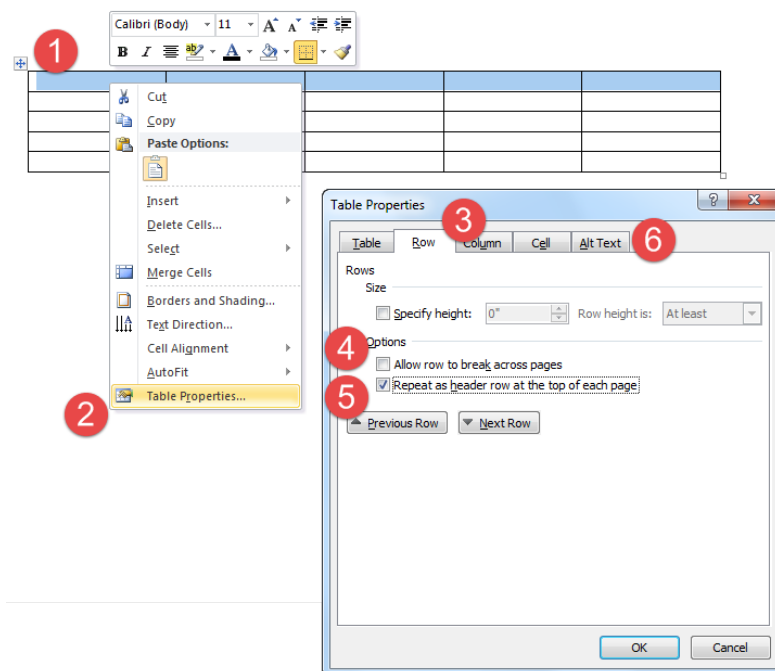 Calibri (Body) 11 A A
B I ab A
1
Cut
Copy
Paste Options:
Insert
Delete Cells...
Select
Merge Cells
Borders and Shading...
Text Direction...
Cell Alignment
AutoFit
Table Properties...
2
Table Properties
3
Table Row Column Cell Alt Text
6
Rows
Size
Specify height: 0" Row height is: At least
Options
4
Allow row to break across pages
Repeat as header row at the top of each page
5
Previous Row Next Row
OK Cancel